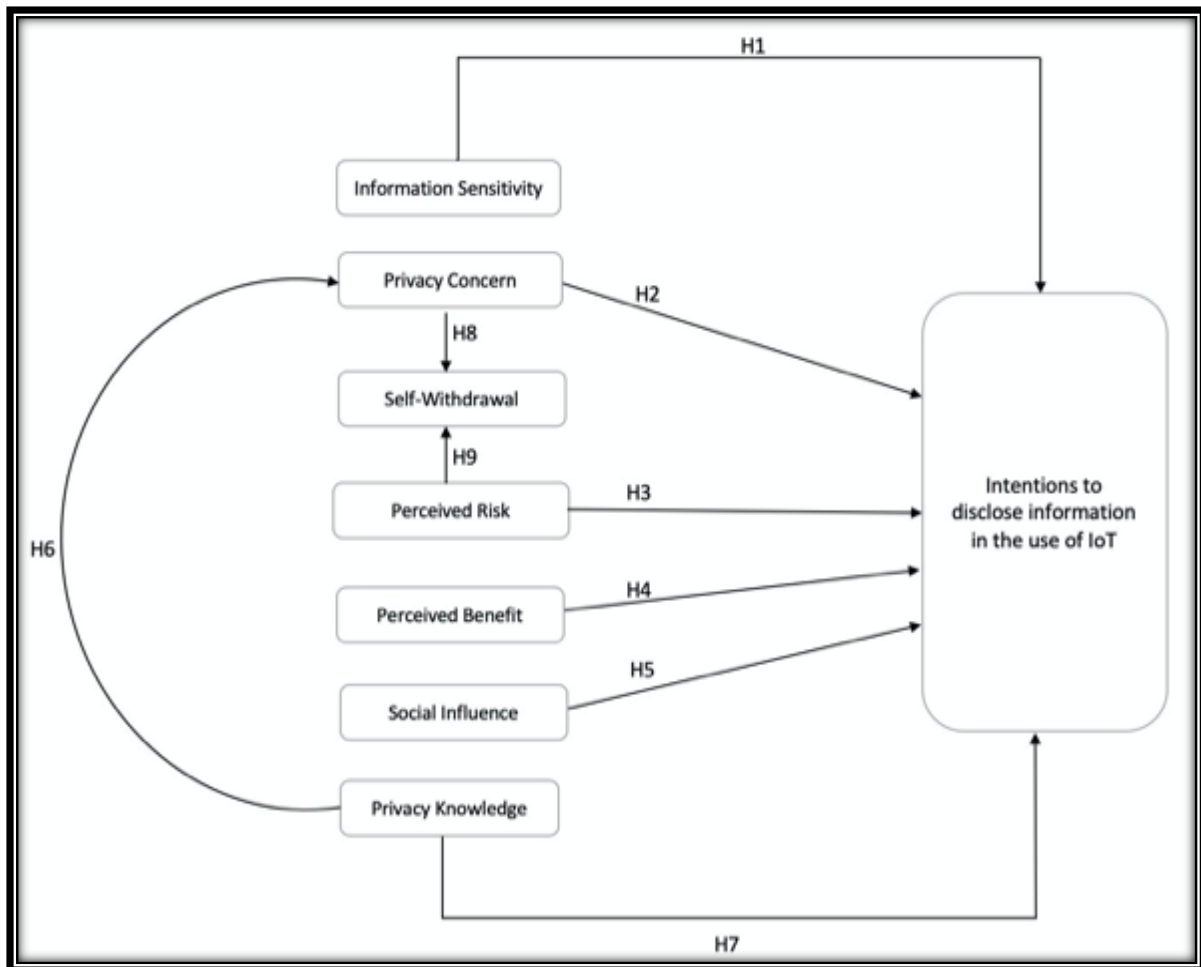 H1
Information Sensitivity
Privacy Concern
H2
H8
Self-Withdrawal
H9
Perceived Risk
H3
Intentions to
disclose information
in the use of IoT
H6
Perceived Benefit
H4
H5
Social Influence
Privacy Knowledge
H7